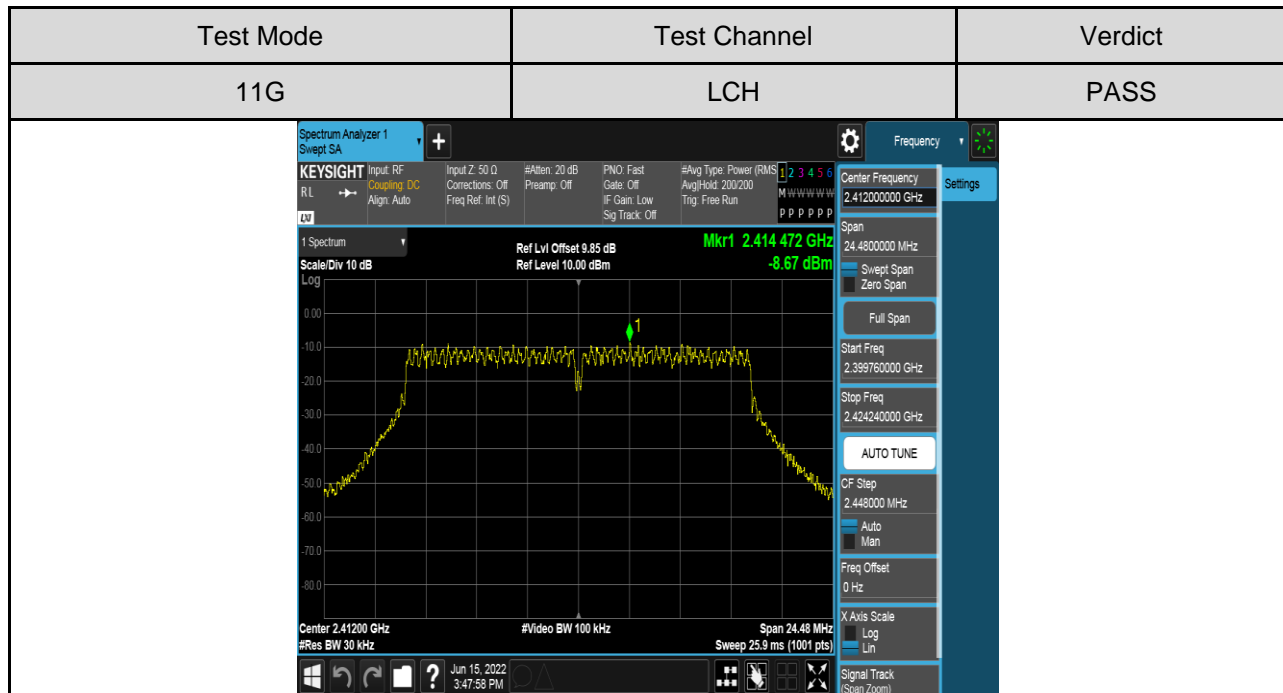 Test Mode Test Channel Verdict
11G LCH PASS
Spectrum Analyzer 1
Swept SA
+
Frequency
KEYSIGHT Input: RF Input Z: 50 Ω #Atten: 20 dB PNO: Fast #Avg Type: Power (RMS 1 2 3 4 5 6
R L Coupling: DC Corrections: Off Preamp: Off Gate: Off Avg|Hold: 200/200 M W W W W W
Align: Auto Freq Ref: Int (S) IF Gain: Low Trig: Free Run
LXI Sig Track: Off P P P P P P
1 Spectrum Ref Lvl Offset 9.85 dB Mkr1 2.414 472 GHz
Scale/Div 10 dB Ref Level 10.00 dBm -8.67 dBm
Log
0.00
1
-10.0
-20.0
-30.0
-40.0
-50.0
-60.0
-70.0
-80.0
Center 2.41200 GHz #Video BW 100 kHz Span 24.48 MHz
#Res BW 30 kHz Sweep 25.9 ms (1001 pts)
? Jun 15, 2022
3:47:58 PM
Center Frequency
2.412000000 GHz
Settings
Span
24.4800000 MHz
Swept Span
Zero Span
Full Span
Start Freq
2.399760000 GHz
Stop Freq
2.424240000 GHz
AUTO TUNE
CF Step
2.448000 MHz
Auto
Man
Freq Offset
0 Hz
X Axis Scale
Log
Lin
Signal Track
(Span Zoom)